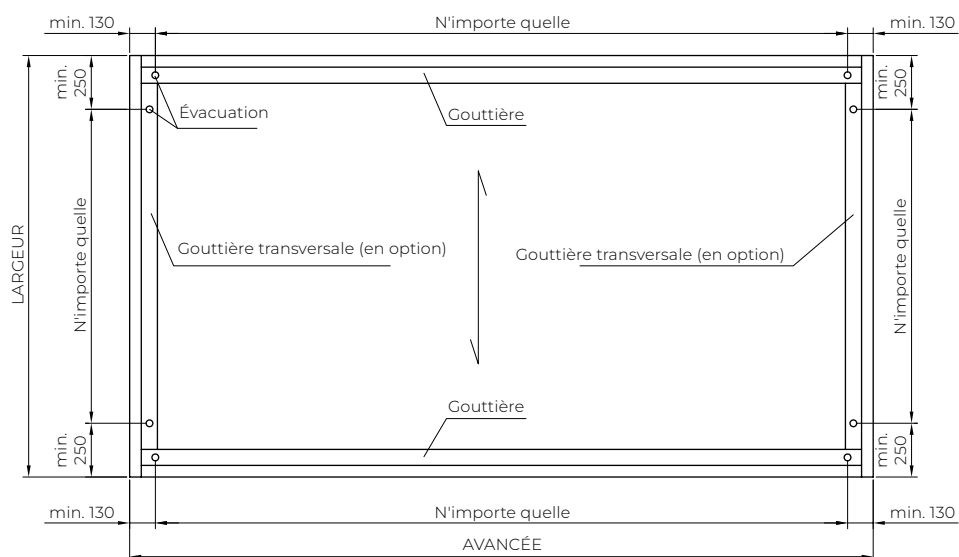 min. 130
N'importe quelle
min. 130
min.
250
min.
250
Évacuation
Gouttière
LARGEUR
N'importe quelle
Gouttière transversale (en option)
Gouttière transversale (en option)
N'importe quelle
Gouttière
min.
250
min.
250
min. 130
N'importe quelle
min. 130
AVANCÉE